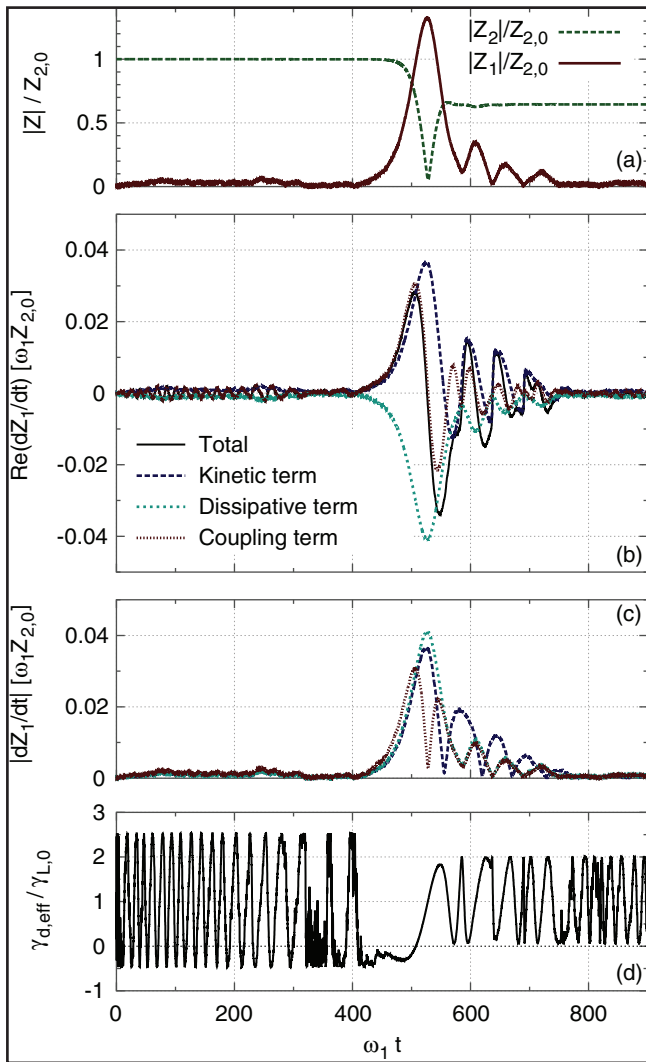 |Z| / Z2,0
1
0.5
0
|Z2|/Z2,0
|Z1|/Z2,0
(a)
Re(dZ1/dt) [ω1Z2,0]
0.04
0.02
0
-0.02
-0.04
Total
Kinetic term
Dissipative term
Coupling term
(b)
|dZ1/dt| [ω1Z2,0]
0.04
0.02
0
(c)
γd,eff / γL,0
3
2
1
0
-1
(d)
0 200 400 600 800
ω1 t